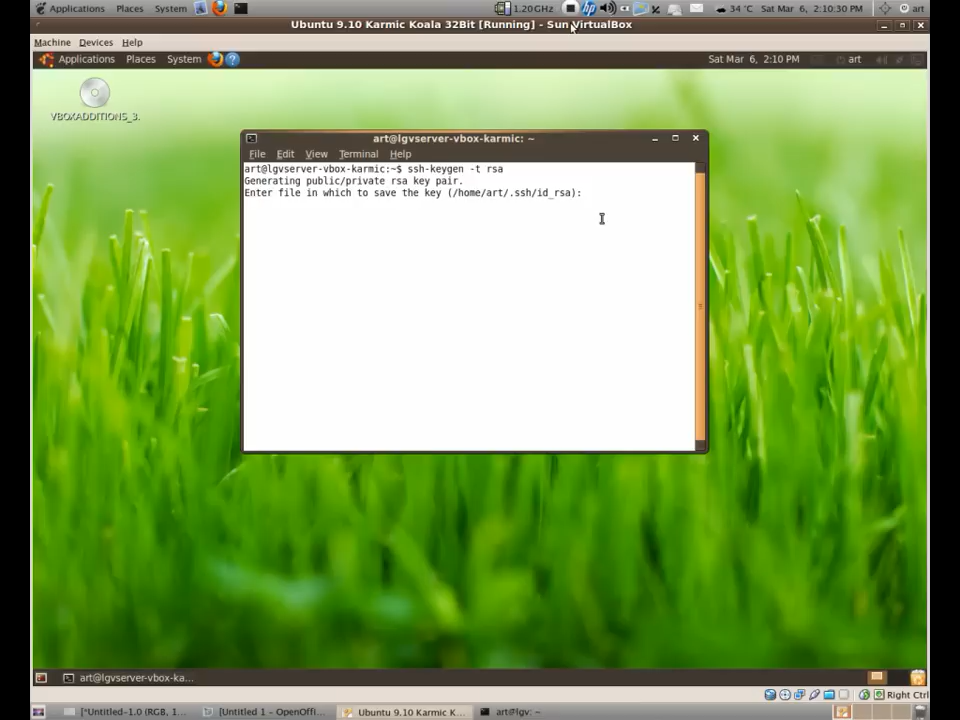 Applications Places System 1.20 GHz 34 °C Sat Mar 6, 2:10:30 PM art
Ubuntu 9.10 Karmic Koala 32Bit [Running] - Sun VirtualBox
Machine Devices Help
Applications Places System Sat Mar 6, 2:10 PM art
VBOXADDITIONS_3.
art@lgvserver-vbox-karmic: ~
File Edit View Terminal Help
art@lgvserver-vbox-karmic:~$ ssh-keygen -t rsa
Generating public/private rsa key pair.
Enter file in which to save the key (/home/art/.ssh/id_rsa):
art@lgvserver-vbox-ka...
Right Ctrl
[*Untitled-1.0 (RGB, 1... [Untitled 1 - OpenOffi... Ubuntu 9.10 Karmic K... art@lgv: ~